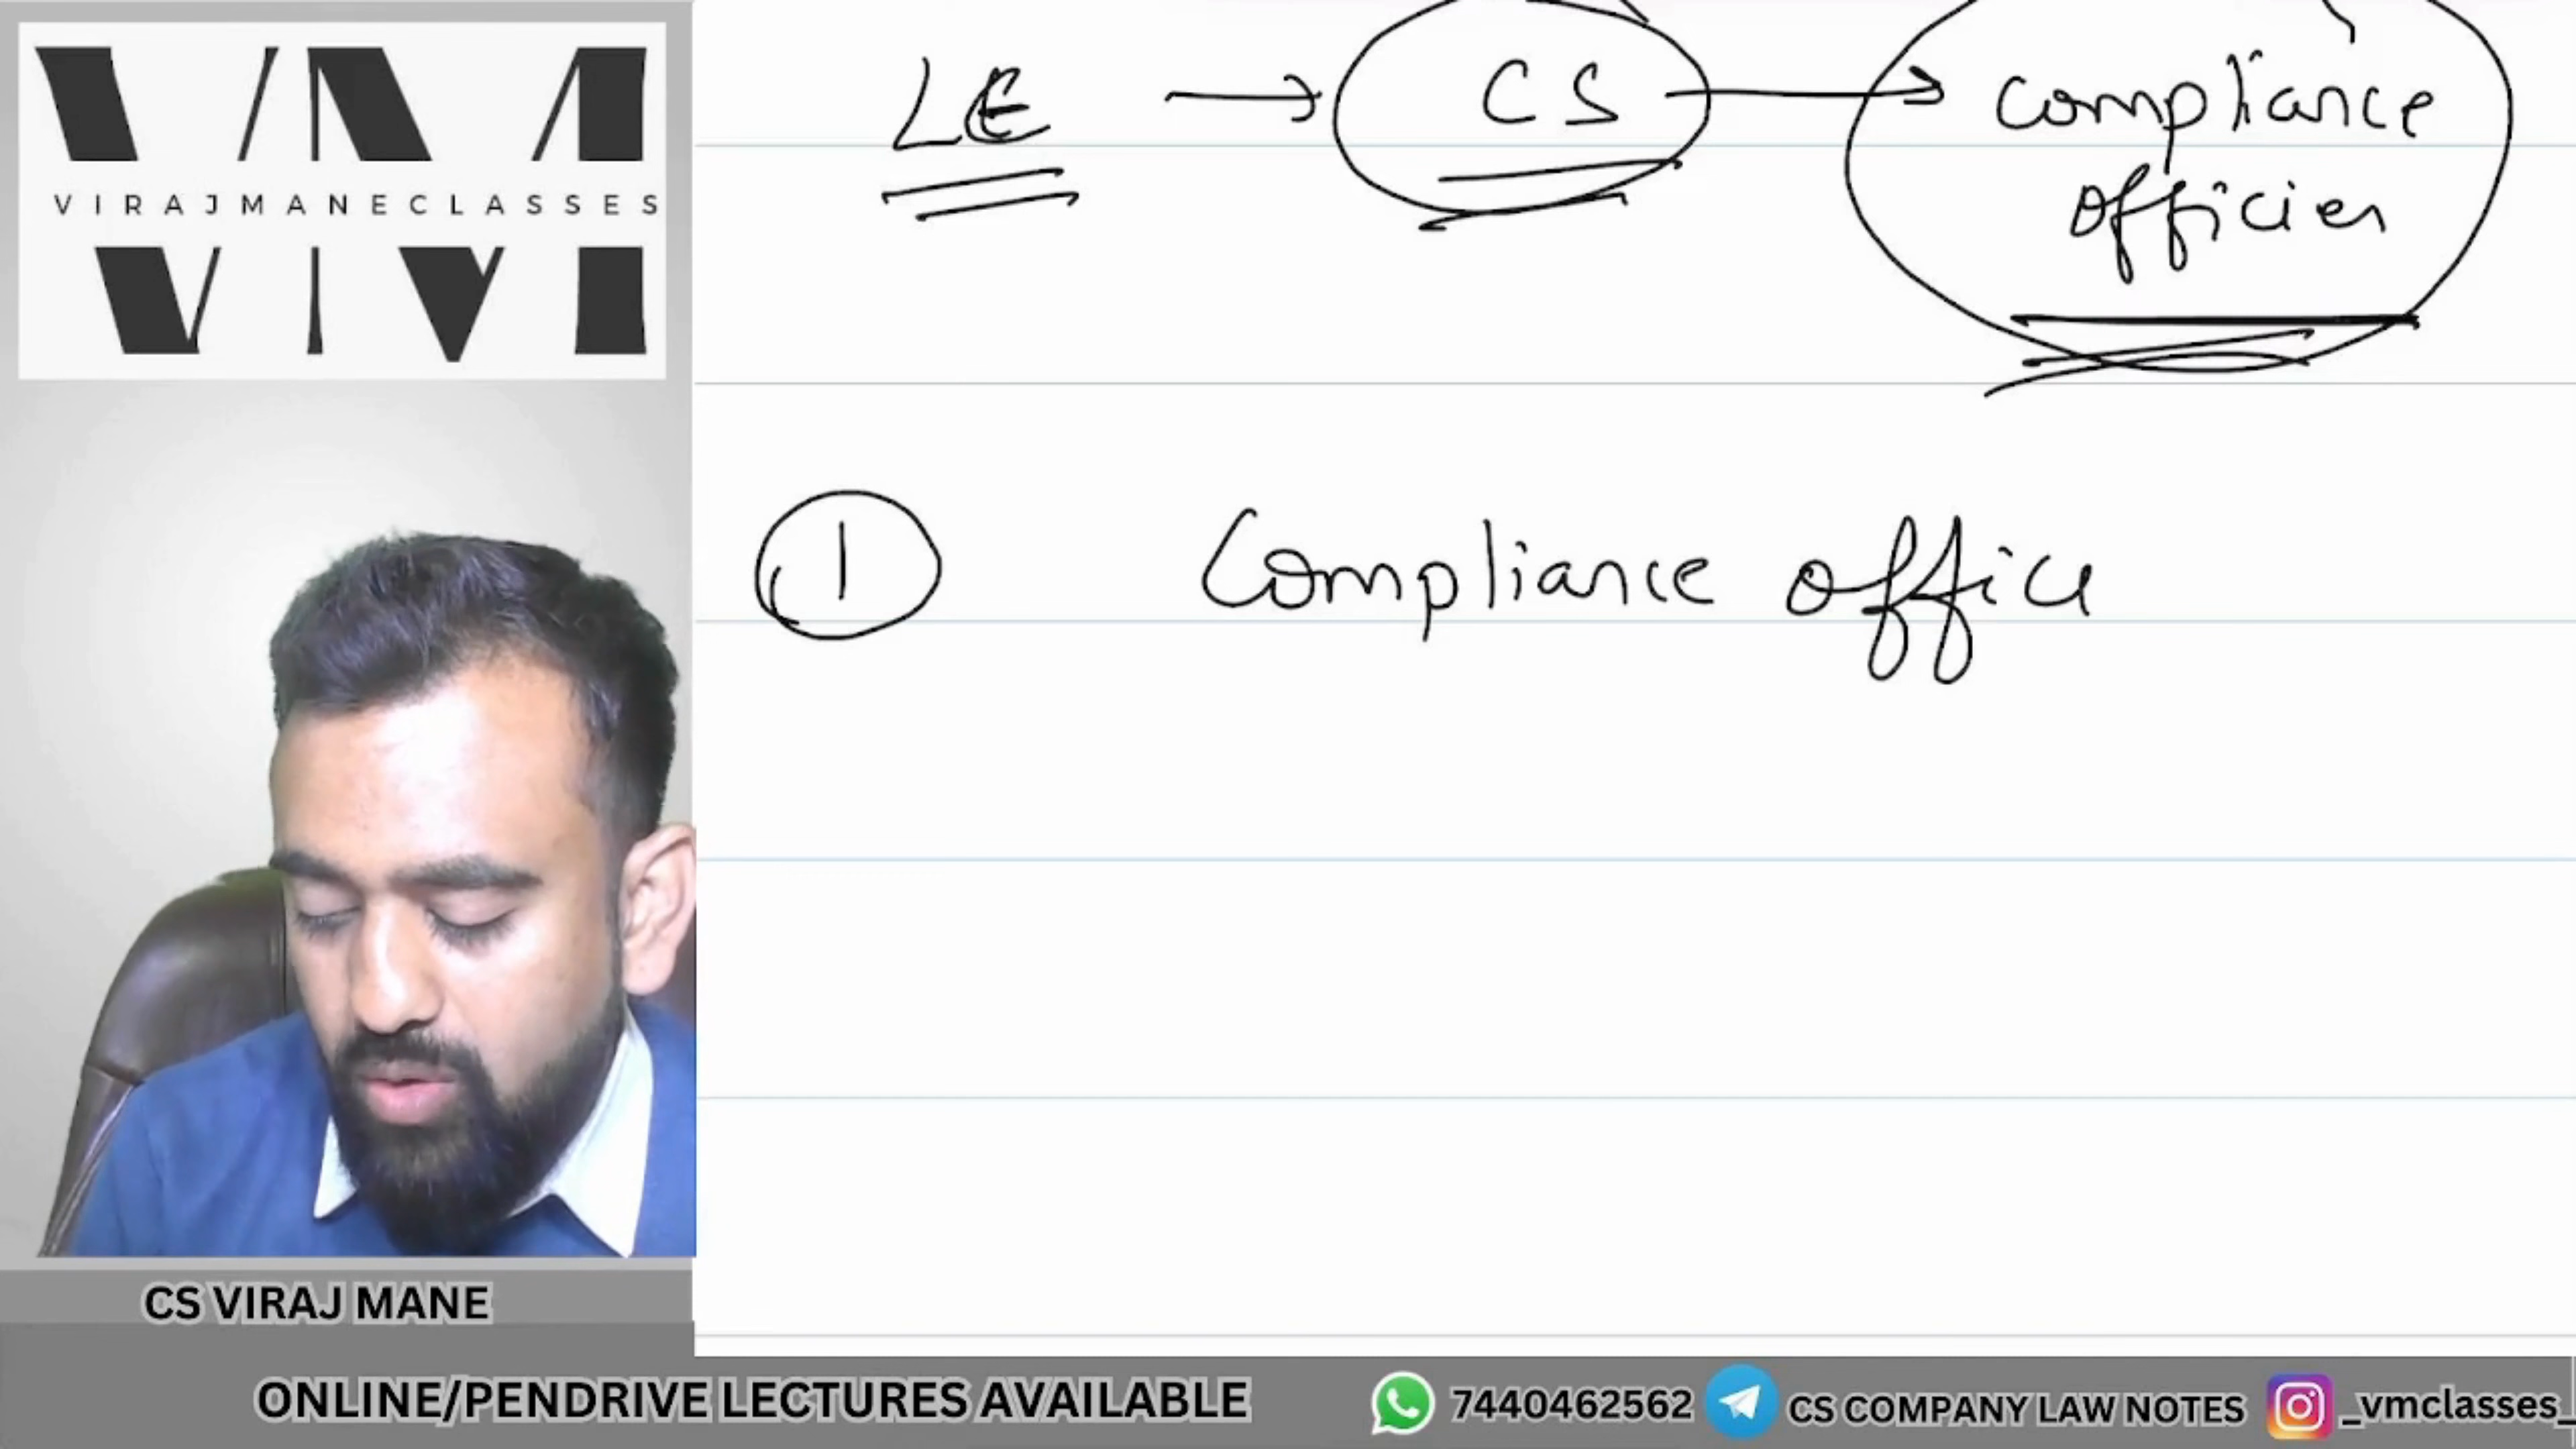 VIRAJMANECLASSES
LE → CS → compliance
officier
1 Compliance office
CS VIRAJ MANE
ONLINE/PENDRIVE LECTURES AVAILABLE
7440462562 CS COMPANY LAW NOTES _vmclasses_